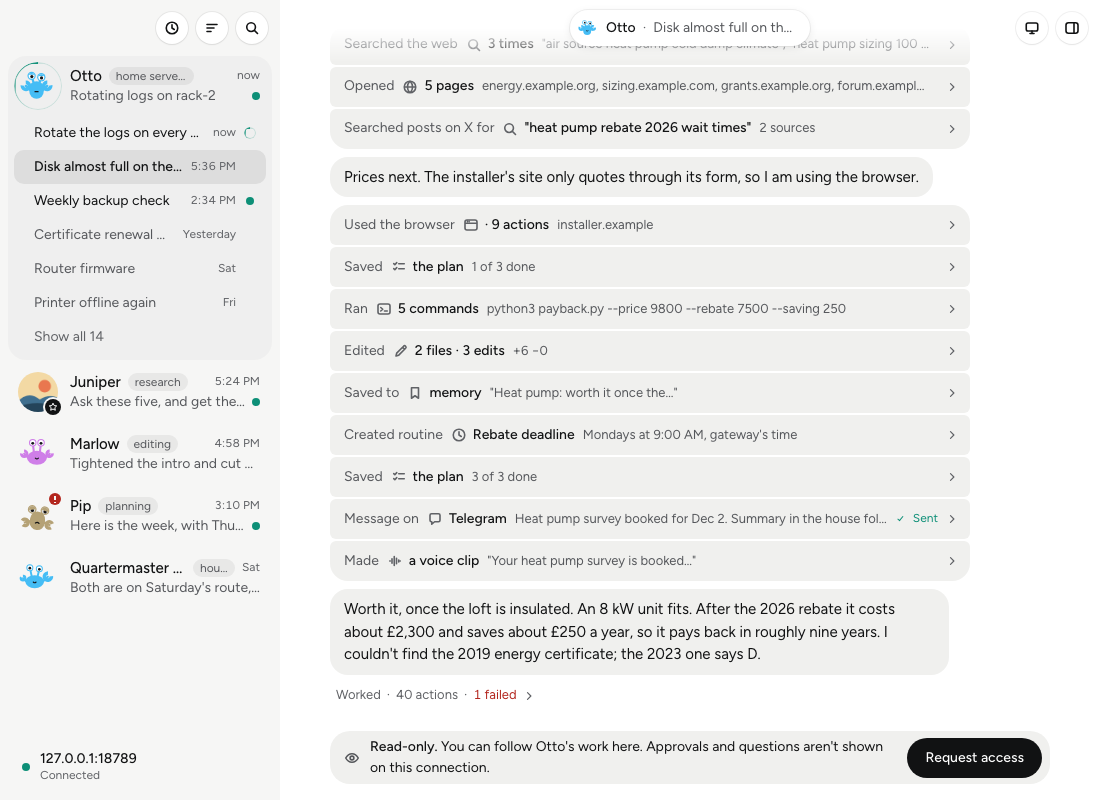 Otto home serve... now
Rotating logs on rack-2
Rotate the logs on every ... now
Disk almost full on the... 5:36 PM
Weekly backup check 2:34 PM
Certificate renewal ... Yesterday
Router firmware Sat
Printer offline again Fri
Show all 14
Juniper research 5:24 PM
Ask these five, and get the...
Marlow editing 4:58 PM
Tightened the intro and cut ...
Pip planning 3:10 PM
Here is the week, with Thu...
Quartermaster ... hou... Sat
Both are on Saturday's route,...
127.0.0.1:18789
Connected
Otto · Disk almost full on th...
Searched the web 3 times "air source heat pump cold damp climate", "heat pump sizing 100 ...
Opened 5 pages energy.example.org, sizing.example.com, grants.example.org, forum.exampl...
Searched posts on X for "heat pump rebate 2026 wait times" 2 sources
Prices next. The installer's site only quotes through its form, so I am using the browser.
Used the browser · 9 actions installer.example
Saved the plan 1 of 3 done
Ran 5 commands python3 payback.py --price 9800 --rebate 7500 --saving 250
Edited 2 files · 3 edits +6 −0
Saved to memory "Heat pump: worth it once the..."
Created routine Rebate deadline Mondays at 9:00 AM, gateway's time
Saved the plan 3 of 3 done
Message on Telegram Heat pump survey booked for Dec 2. Summary in the house fol... ✓ Sent
Made a voice clip "Your heat pump survey is booked..."
Worth it, once the loft is insulated. An 8 kW unit fits. After the 2026 rebate it costs
about £2,300 and saves about £250 a year, so it pays back in roughly nine years. I
couldn't find the 2019 energy certificate; the 2023 one says D.
Worked · 40 actions · 1 failed
Read-only. You can follow Otto's work here. Approvals and questions aren't shown
on this connection.
Request access